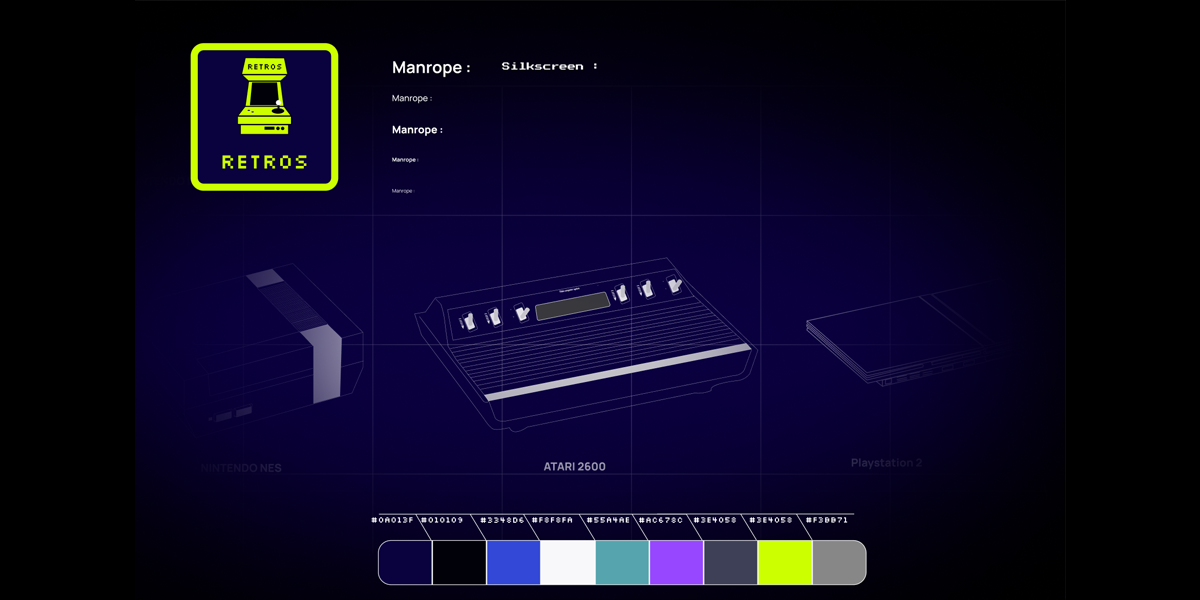 RETROS
RETROS
Manrope :
Silkscreen :
Manrope :
Manrope :
Manrope :
Manrope :
NINTENDO NES
ATARI 2600
Playstation 2
#0A013F #010109 #3348D6 #F8F8FA #55A4AE #AC678C #3E4058 #3E4058 #F3DD71